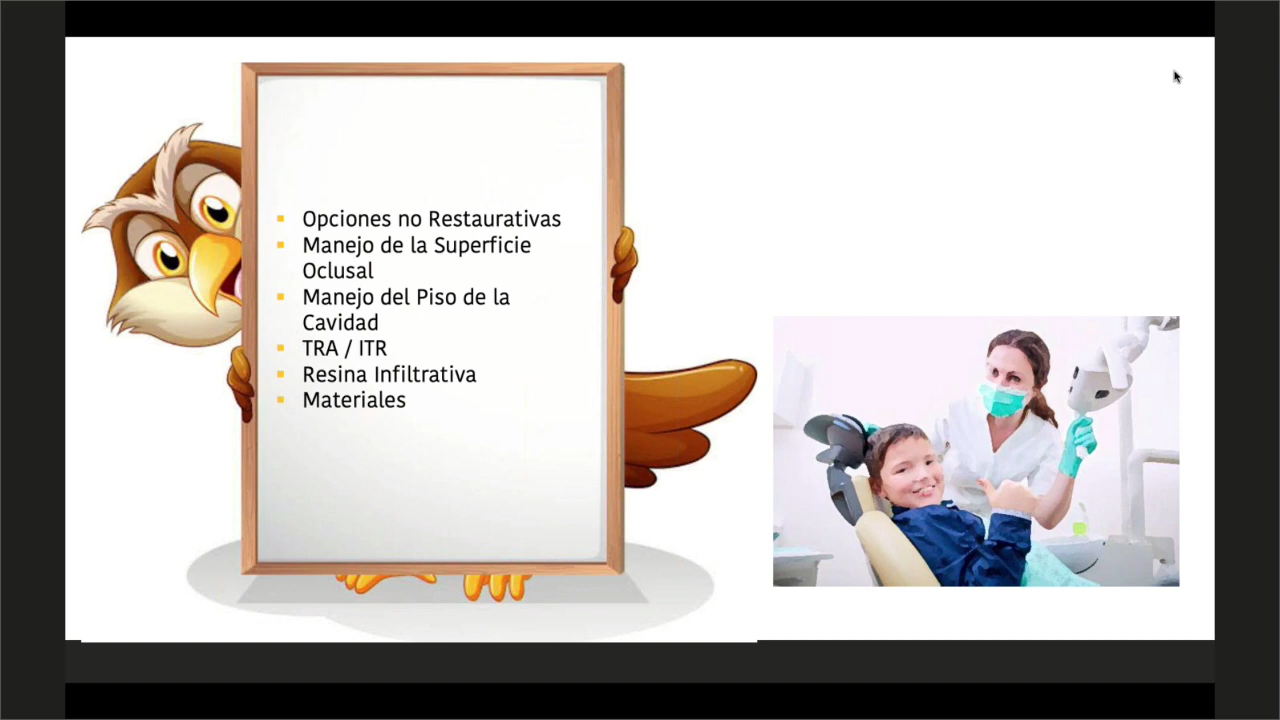 Opciones no Restaurativas
Manejo de la Superficie
Oclusal
Manejo del Piso de la
Cavidad
TRA / ITR
Resina Infiltrativa
Materiales